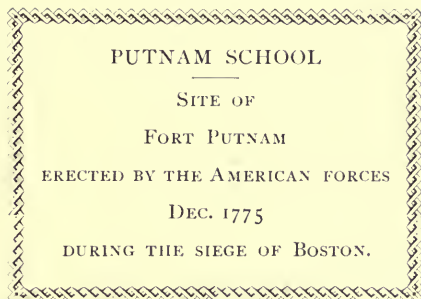 PUTNAM SCHOOL
SITE OF
FORT PUTNAM
ERECTED BY THE AMERICAN FORCES
DEC. 1775
DURING THE SIEGE OF BOSTON.